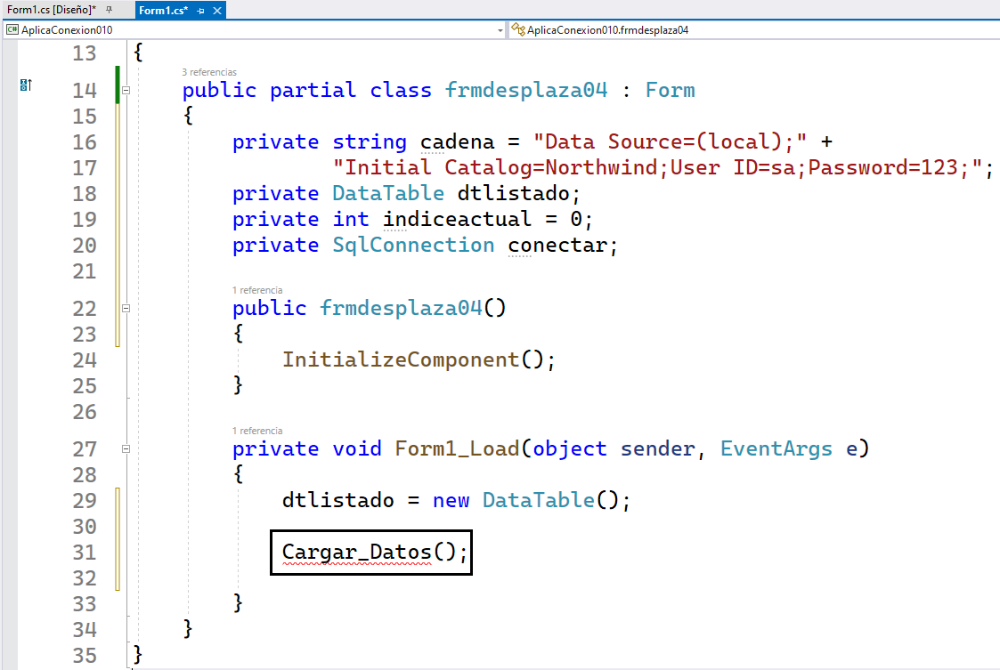 Form1.cs [Diseño]*
Form1.cs*
C# AplicaConexion010
AplicaConexion010.frmdesplaza04
13 {
3 referencias
14 public partial class frmdesplaza04 : Form
15 {
16 private string cadena = "Data Source=(local);" +
17 "Initial Catalog=Northwind;User ID=sa;Password=123;";
18 private DataTable dtlistado;
19 private int indiceactual = 0;
20 private SqlConnection conectar;
21
1 referencia
22 public frmdesplaza04()
23 {
24 InitializeComponent();
25 }
26
1 referencia
27 private void Form1_Load(object sender, EventArgs e)
28 {
29 dtlistado = new DataTable();
30
31 Cargar_Datos();
32
33 }
34 }
35 }